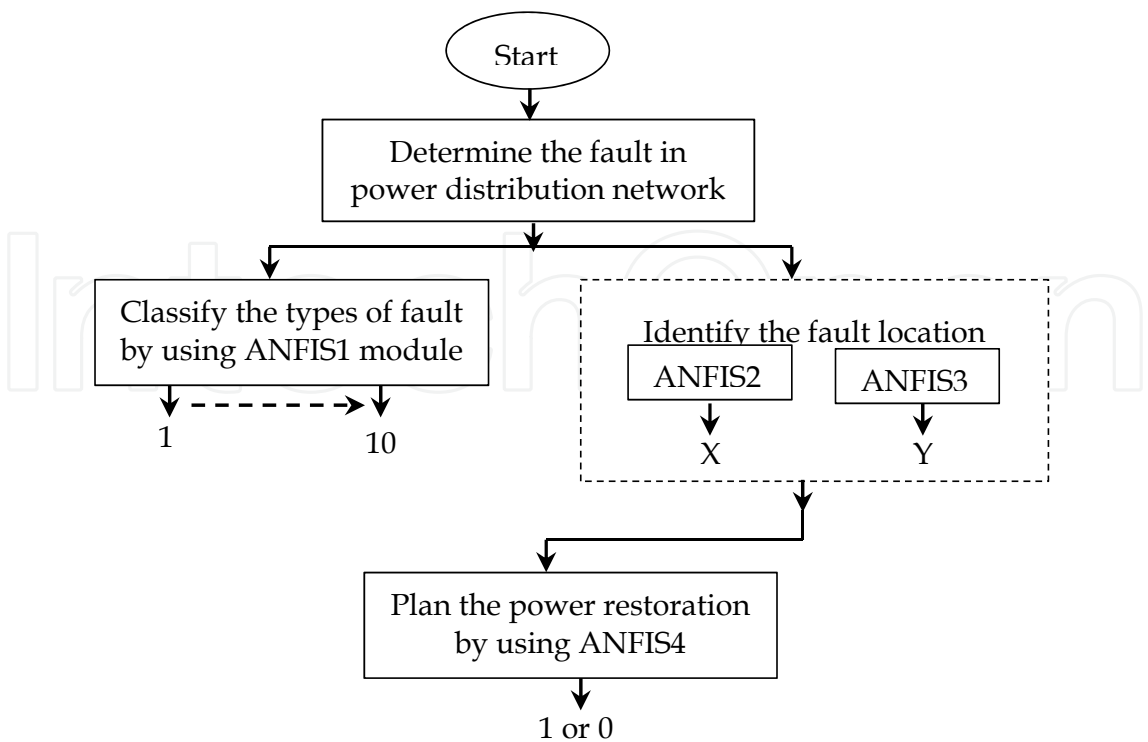 Start
Determine the fault in
power distribution network
Classify the types of fault
by using ANFIS1 module
1
10
Identify the fault location
ANFIS2
ANFIS3
X
Y
Plan the power restoration
by using ANFIS4
1 or 0